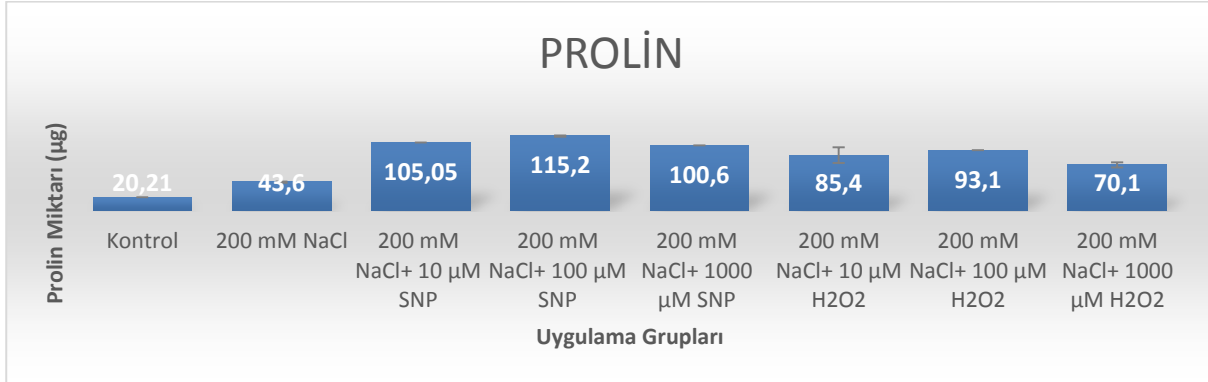 PROLİN
Prolin Miktarı (µg)
20,21
43,6
105,05
115,2
100,6
85,4
93,1
70,1
Kontrol
200 mM NaCl
200 mM
NaCl+ 10 µM
SNP
200 mM
NaCl+ 100 µM
SNP
200 mM
NaCl+ 1000
µM SNP
200 mM
NaCl+ 10 µM
H2O2
200 mM
NaCl+ 100 µM
H2O2
200 mM
NaCl+ 1000
µM H2O2
Uygulama Grupları